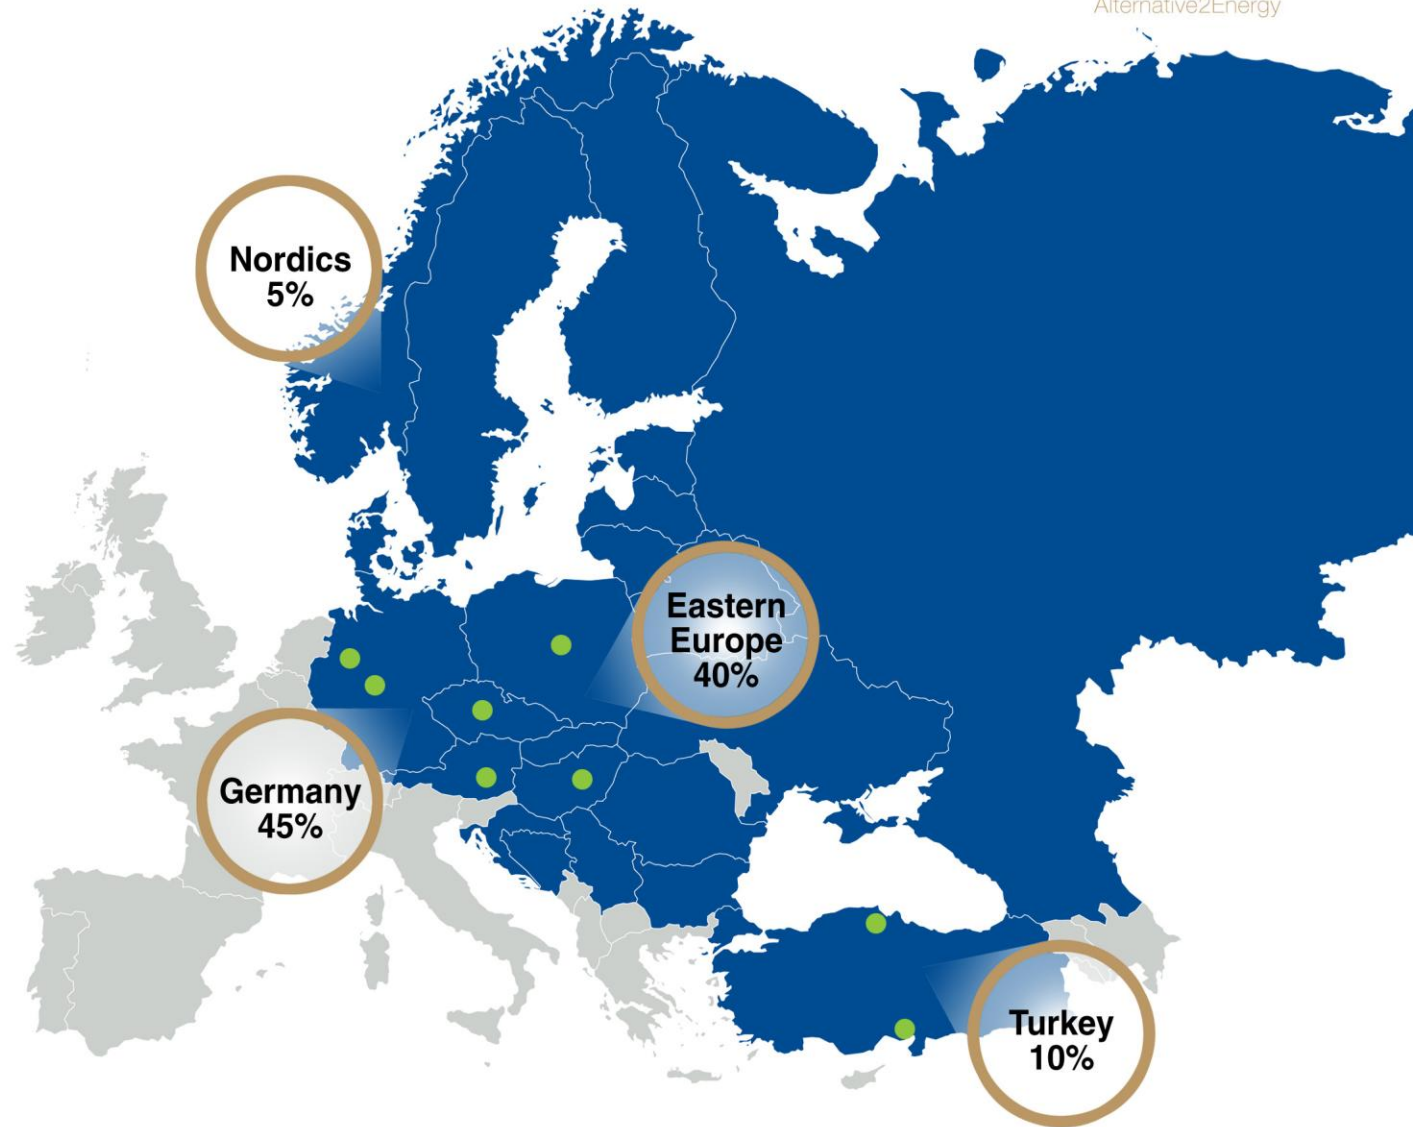 Alternative2Energy
Nordics
5%
Eastern
Europe
40%
Germany
45%
Turkey
10%